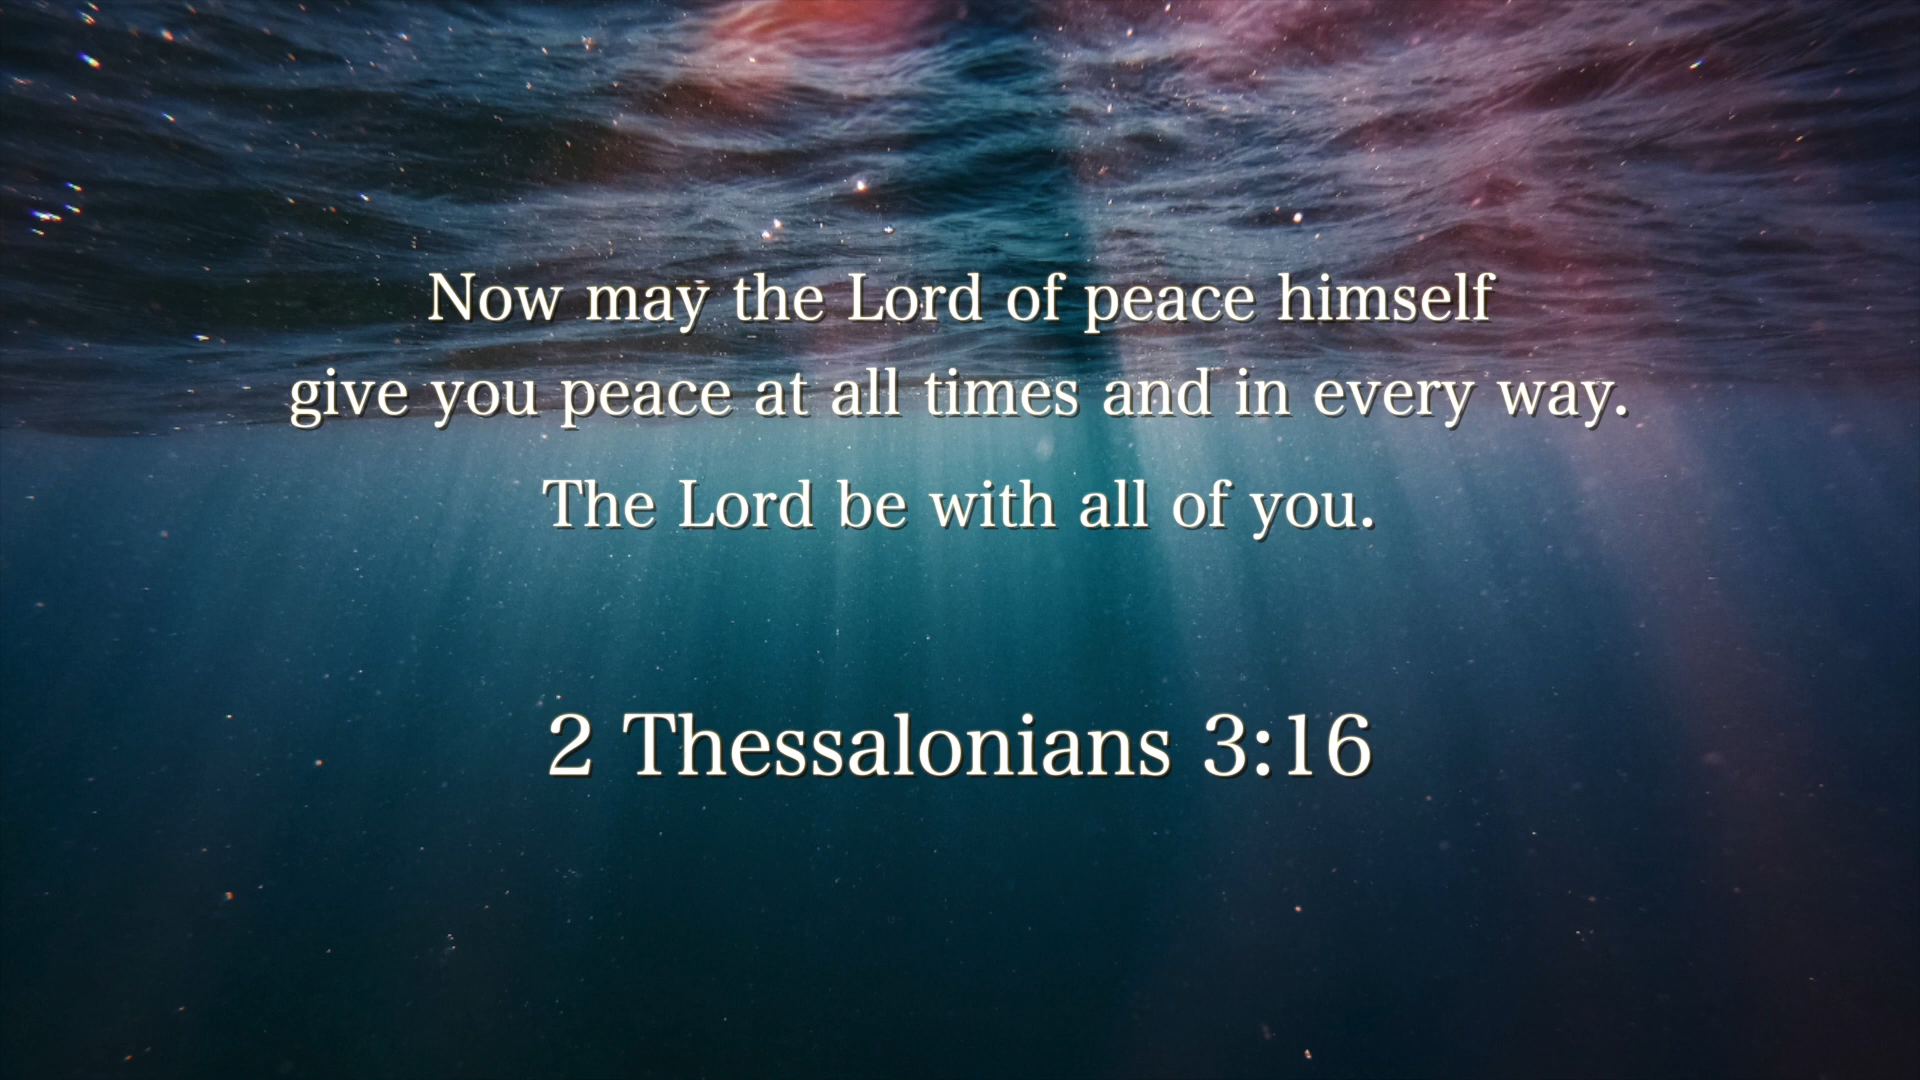 Now may the Lord of peace himself
give you peace at all times and in every way.
The Lord be with all of you.
2 Thessalonians 3:16